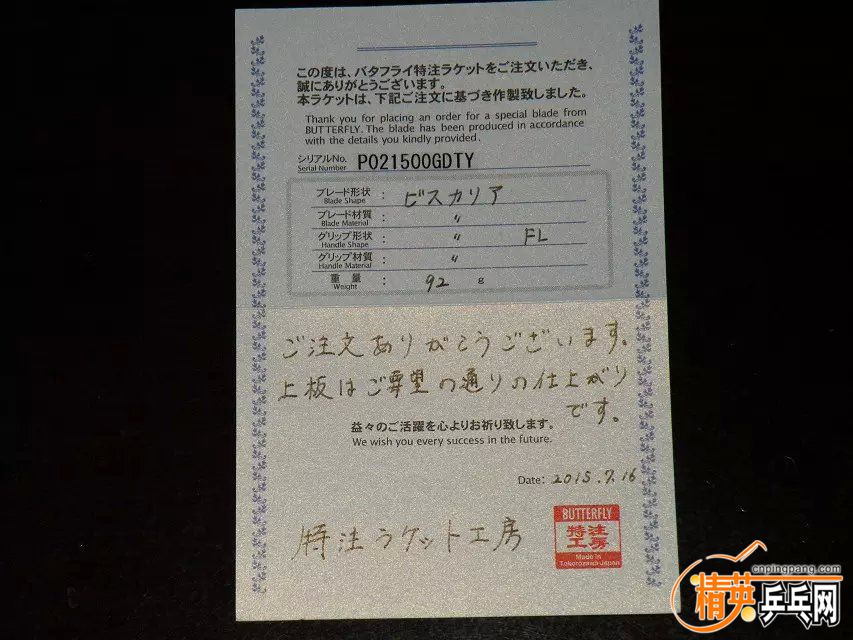 この度は、バタフライ特注ラケットをご注文いただき、
誠にありがとうございます。
本ラケットは、下記ご注文に基づき作製致しました。
Thank you for placing an order for a special blade from
BUTTERFLY. The blade has been produced in accordance
with the details you kindly provided.
シリアルNo. P021500GDTY
Serial Number
ブレード形状 : ビスカリア
Blade Shape
ブレード材質 : 〃
Blade Material
グリップ形状 : 〃 FL
Handle Shape
グリップ材質 : 〃
Handle Material
重量 : 92 g
Weight
ご注文ありがとうございます。
上板はご要望の通りの仕上がり
です。
益々のご活躍を心よりお祈り致します。
We wish you every success in the future.
Date: 2015.7.16
特注ラケット工房
BUTTERFLY
特注
工房
Made in
Tokorozawa Japan
cnpingpang.com
精英乒乓网